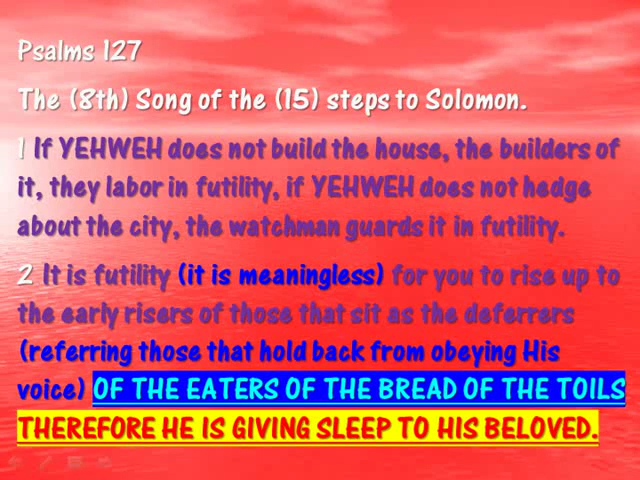 Psalms 127
The (8th) Song of the (15) steps to Solomon.
1 If YEHWEH does not build the house, the builders of
it, they labor in futility, if YEHWEH does not hedge
about the city, the watchman guards it in futility.
2 It is futility (it is meaningless) for you to rise up to
the early risers of those that sit as the deferrers
(referring those that hold back from obeying His
voice) OF THE EATERS OF THE BREAD OF THE TOILS
THEREFORE HE IS GIVING SLEEP TO HIS BELOVED.